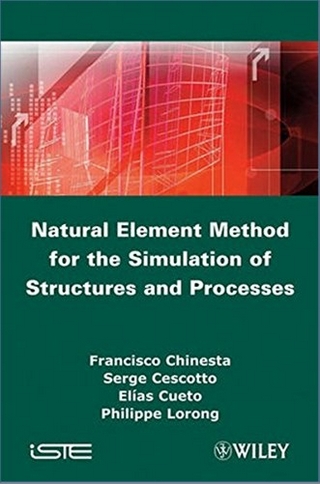 Natural Element Method
for the Simulation of
Structures and Processes
Francisco Chinesta
Serge Cescotto
Elías Cueto
Philippe Lorong
iSTE
WILEY